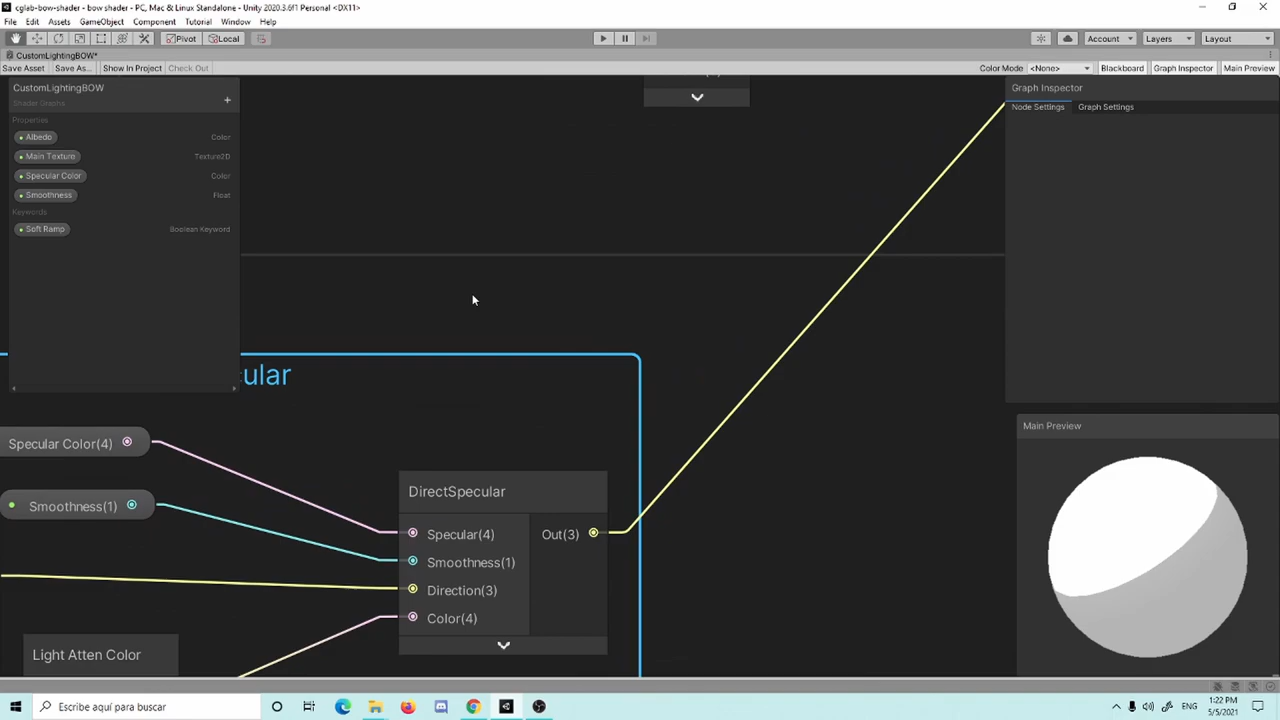 cglab-bow-shader - bow shader - PC, Mac & Linux Standalone - Unity 2020.3.6f1 Personal <DX11>
File Edit Assets GameObject Component Tutorial Window Help
Pivot Local Account Layers Layout
CustomLightingBOW*
Save Asset Save As... Show In Project Check Out Color Mode <None> Blackboard Graph Inspector Main Preview
CustomLightingBOW
Shader Graphs
+
Properties
Albedo Color
Main Texture Texture2D
Specular Color Color
Smoothness Float
Keywords
Soft Ramp Boolean Keyword
Graph Inspector
Node Settings Graph Settings
Main Preview
ular
Specular Color(4)
Smoothness(1)
DirectSpecular
Specular(4) Out(3)
Smoothness(1)
Direction(3)
Color(4)
Light Atten Color
Escribe aquí para buscar
ENG
1:22 PM
5/5/2021